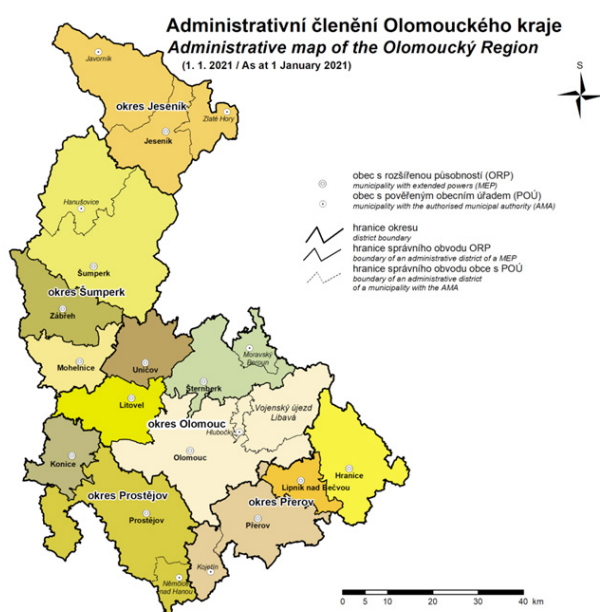 Administrativní členění Olomouckého kraje
Administrative map of the Olomoucký Region
(1. 1. 2021 / As at 1 January 2021)
S
Javorník
okres Jeseník
Zlaté Hory
Jeseník
obec s rozšířenou působností (ORP)
municipality with extended powers (MEP)
obec s pověřeným obecním úřadem (POÚ)
municipality with the authorised municipal authority (AMA)
hranice okresu
district boundary
hranice správního obvodu ORP
boundary of an administrative district of a MEP
hranice správního obvodu obce s POÚ
boundary of an administrative district
of a municipality with the AMA
Hanušovice
Šumperk
okres Šumperk
Zábřeh
Mohelnice
Uničov
Moravský
Beroun
Šternberk
Litovel
Vojenský újezd
Libavá
okres Olomouc
Hlubočky
Olomouc
Konice
Hranice
Lipník nad Bečvou
okres Prostějov
okres Přerov
Prostějov
Přerov
Kojetín
Němčice
nad Hanou
0 5 10 20 30 40 km